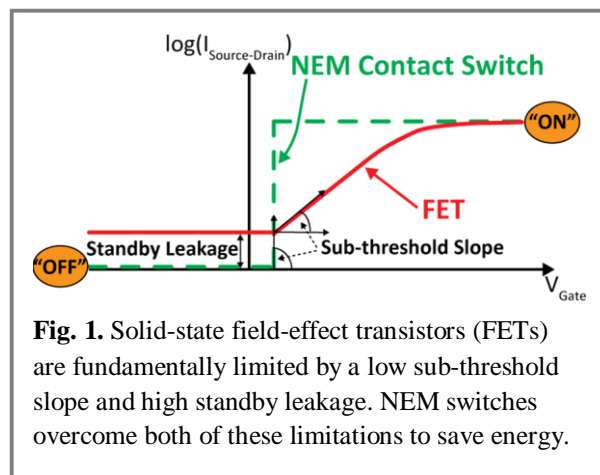 log(I Source-Drain)
NEM Contact Switch
"ON"
FET
Standby Leakage
Sub-threshold Slope
"OFF"
V Gate
Fig. 1. Solid-state field-effect transistors (FETs)
are fundamentally limited by a low sub-threshold
slope and high standby leakage. NEM switches
overcome both of these limitations to save energy.